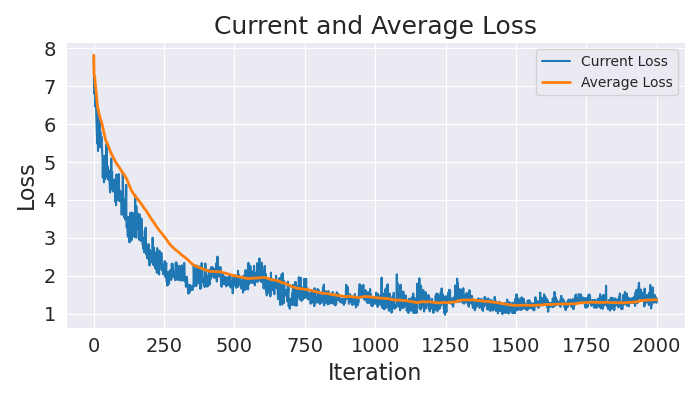 Current and Average Loss
8
7
6
5
4
3
2
1
Loss
Current Loss
Average Loss
0 250 500 750 1000 1250 1500 1750 2000
Iteration